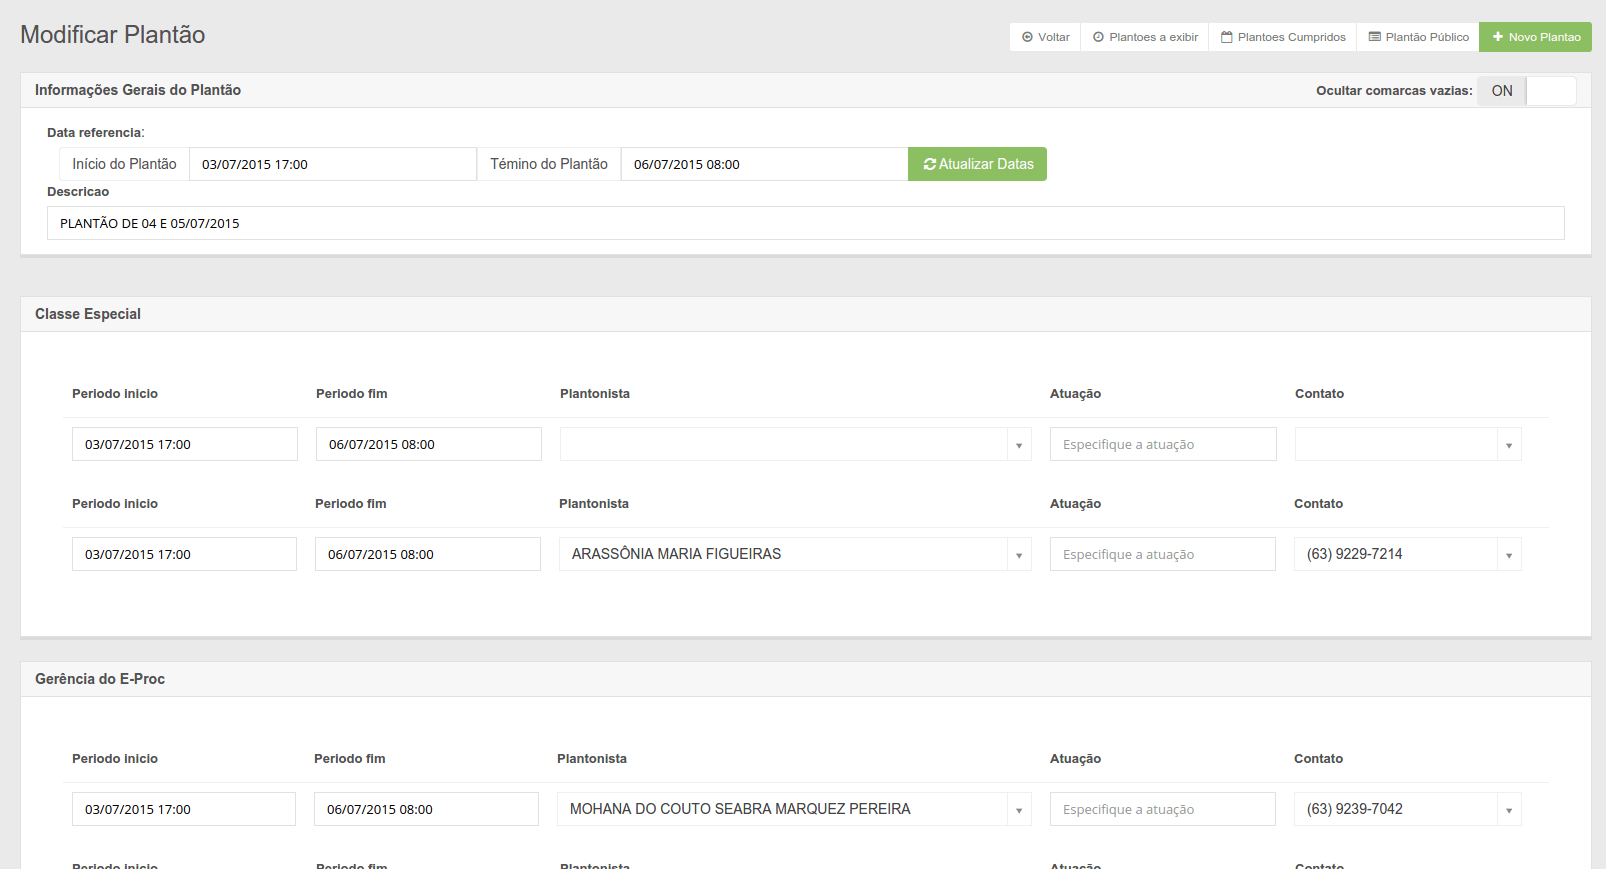 Modificar Plantão
Voltar
Plantoes a exibir
Plantoes Cumpridos
Plantão Público
Novo Plantao
Informações Gerais do Plantão
Ocultar comarcas vazias: ON
Data referencia:
Início do Plantão 03/07/2015 17:00 Témino do Plantão 06/07/2015 08:00 Atualizar Datas
Descricao
PLANTÃO DE 04 E 05/07/2015
Classe Especial
Periodo inicio Periodo fim Plantonista Atuação Contato
03/07/2015 17:00 06/07/2015 08:00 Especifique a atuação
Periodo inicio Periodo fim Plantonista Atuação Contato
03/07/2015 17:00 06/07/2015 08:00 ARASSÔNIA MARIA FIGUEIRAS Especifique a atuação (63) 9229-7214
Gerência do E-Proc
Periodo inicio Periodo fim Plantonista Atuação Contato
03/07/2015 17:00 06/07/2015 08:00 MOHANA DO COUTO SEABRA MARQUEZ PEREIRA Especifique a atuação (63) 9239-7042
Periodo inicio Periodo fim Plantonista Atuação Contato